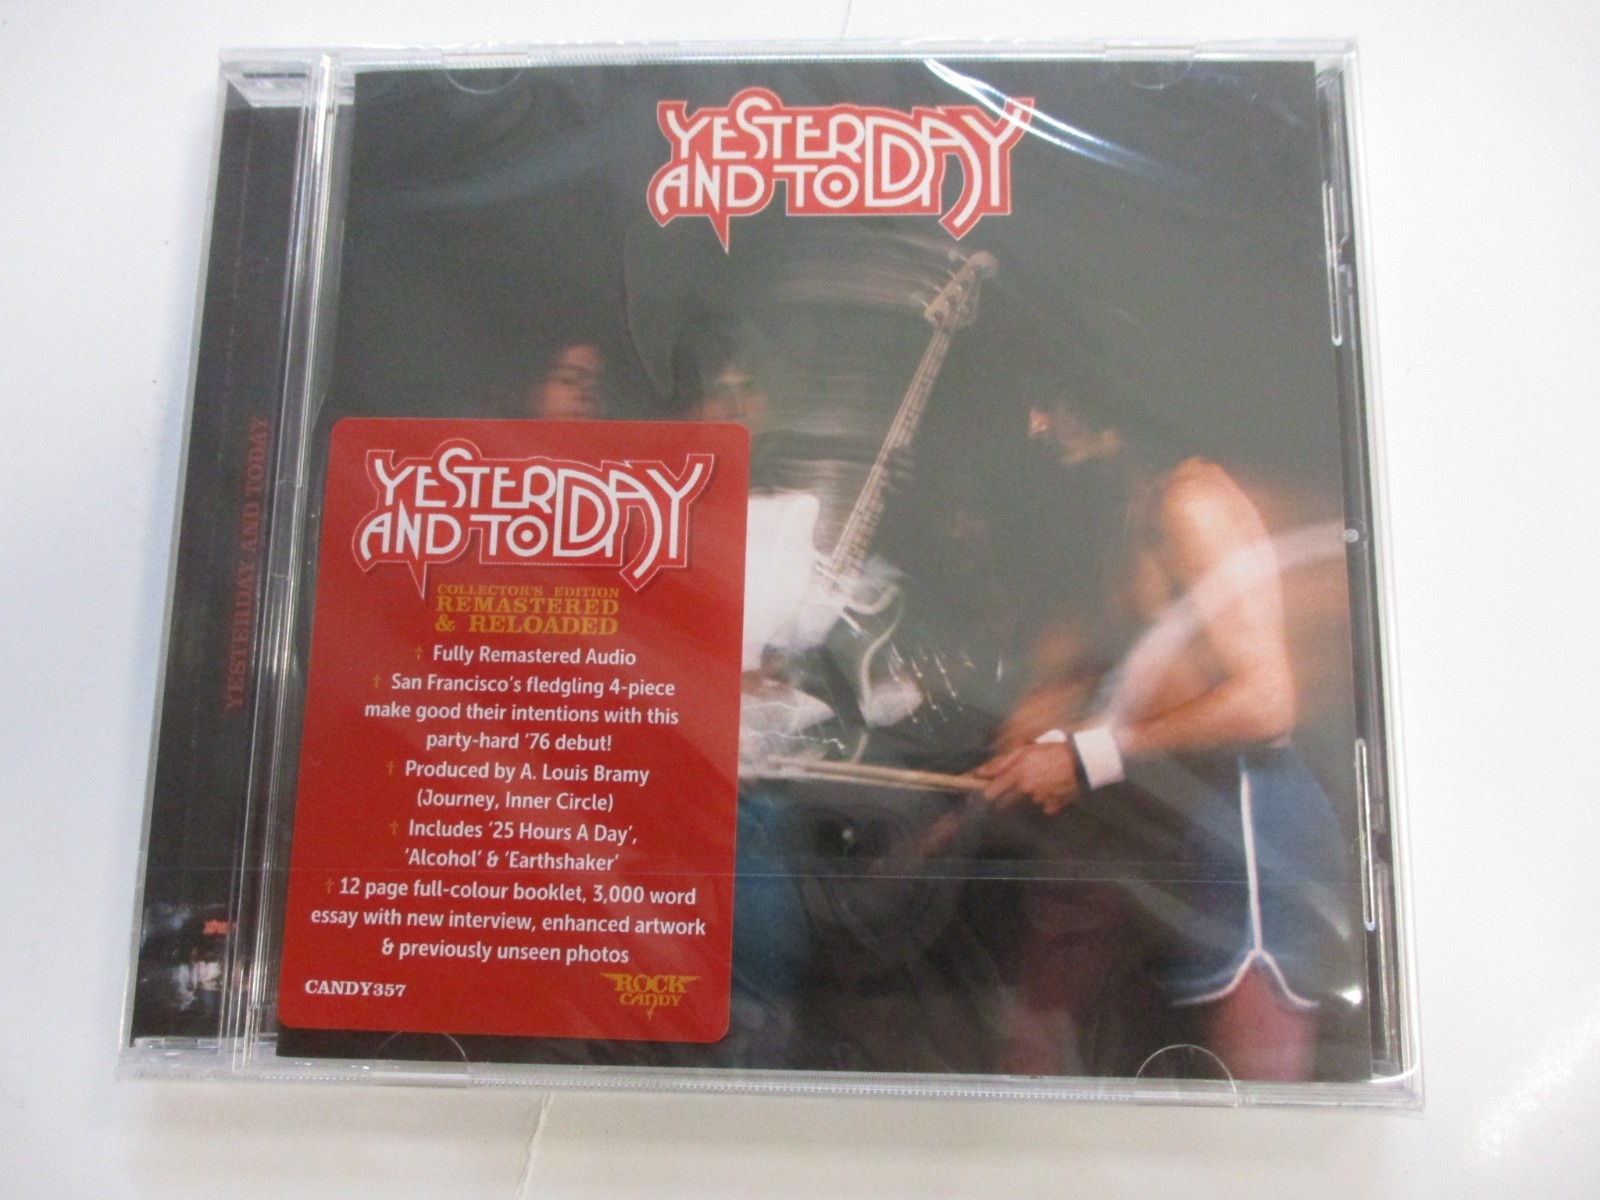 YESTERDAY
AND TODAY
YESTERDAY AND TODAY
YESTERDAY
AND TODAY
COLLECTOR'S EDITION
REMASTERED
& RELOADED
† Fully Remastered Audio
† San Francisco's fledgling 4-piece
make good their intentions with this
party-hard '76 debut!
† Produced by A. Louis Bramy
(Journey, Inner Circle)
† Includes '25 Hours A Day',
'Alcohol' & 'Earthshaker'
† 12 page full-colour booklet, 3,000 word
essay with new interview, enhanced artwork
& previously unseen photos
CANDY357
ROCK
CANDY